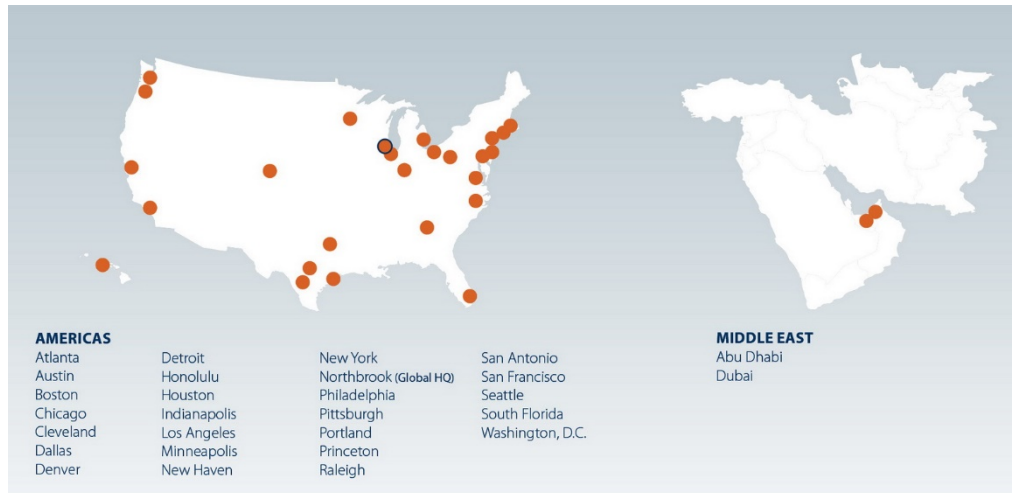 AMERICAS
Atlanta
Austin
Boston
Chicago
Cleveland
Dallas
Denver
Detroit
Honolulu
Houston
Indianapolis
Los Angeles
Minneapolis
New Haven
New York
Northbrook (Global HQ)
Philadelphia
Pittsburgh
Portland
Princeton
Raleigh
San Antonio
San Francisco
Seattle
South Florida
Washington, D.C.
MIDDLE EAST
Abu Dhabi
Dubai